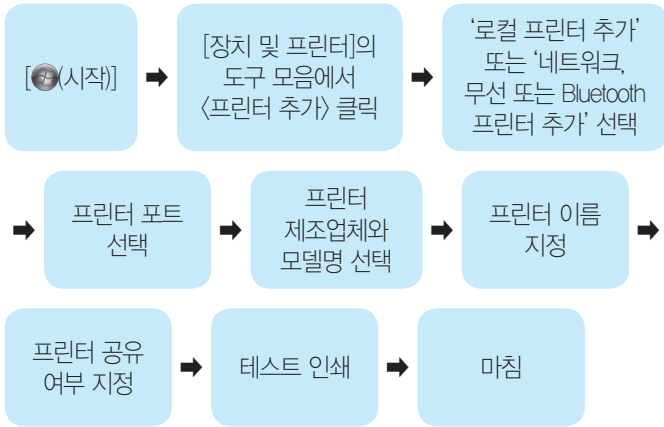 [(시작)]
[장치 및 프린터]의
도구 모음에서
〈프린터 추가〉 클릭
‘로컬 프린터 추가’
또는 ‘네트워크,
무선 또는 Bluetooth
프린터 추가’ 선택
프린터 포트
선택
프린터
제조업체와
모델명 선택
프린터 이름
지정
프린터 공유
여부 지정
테스트 인쇄
마침